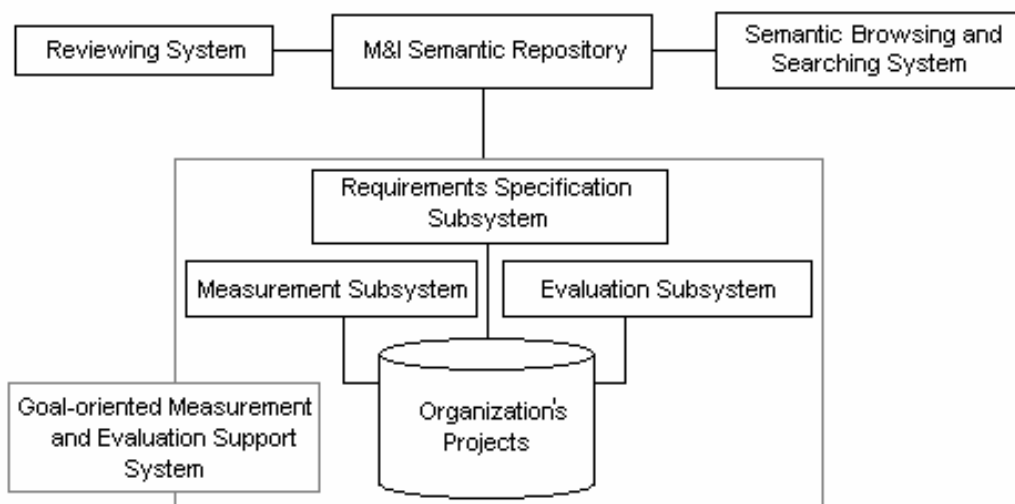 Reviewing System
M&I Semantic Repository
Semantic Browsing and
Searching System
Requirements Specification
Subsystem
Measurement Subsystem
Evaluation Subsystem
Goal-oriented Measurement
and Evaluation Support
System
Organization's
Projects